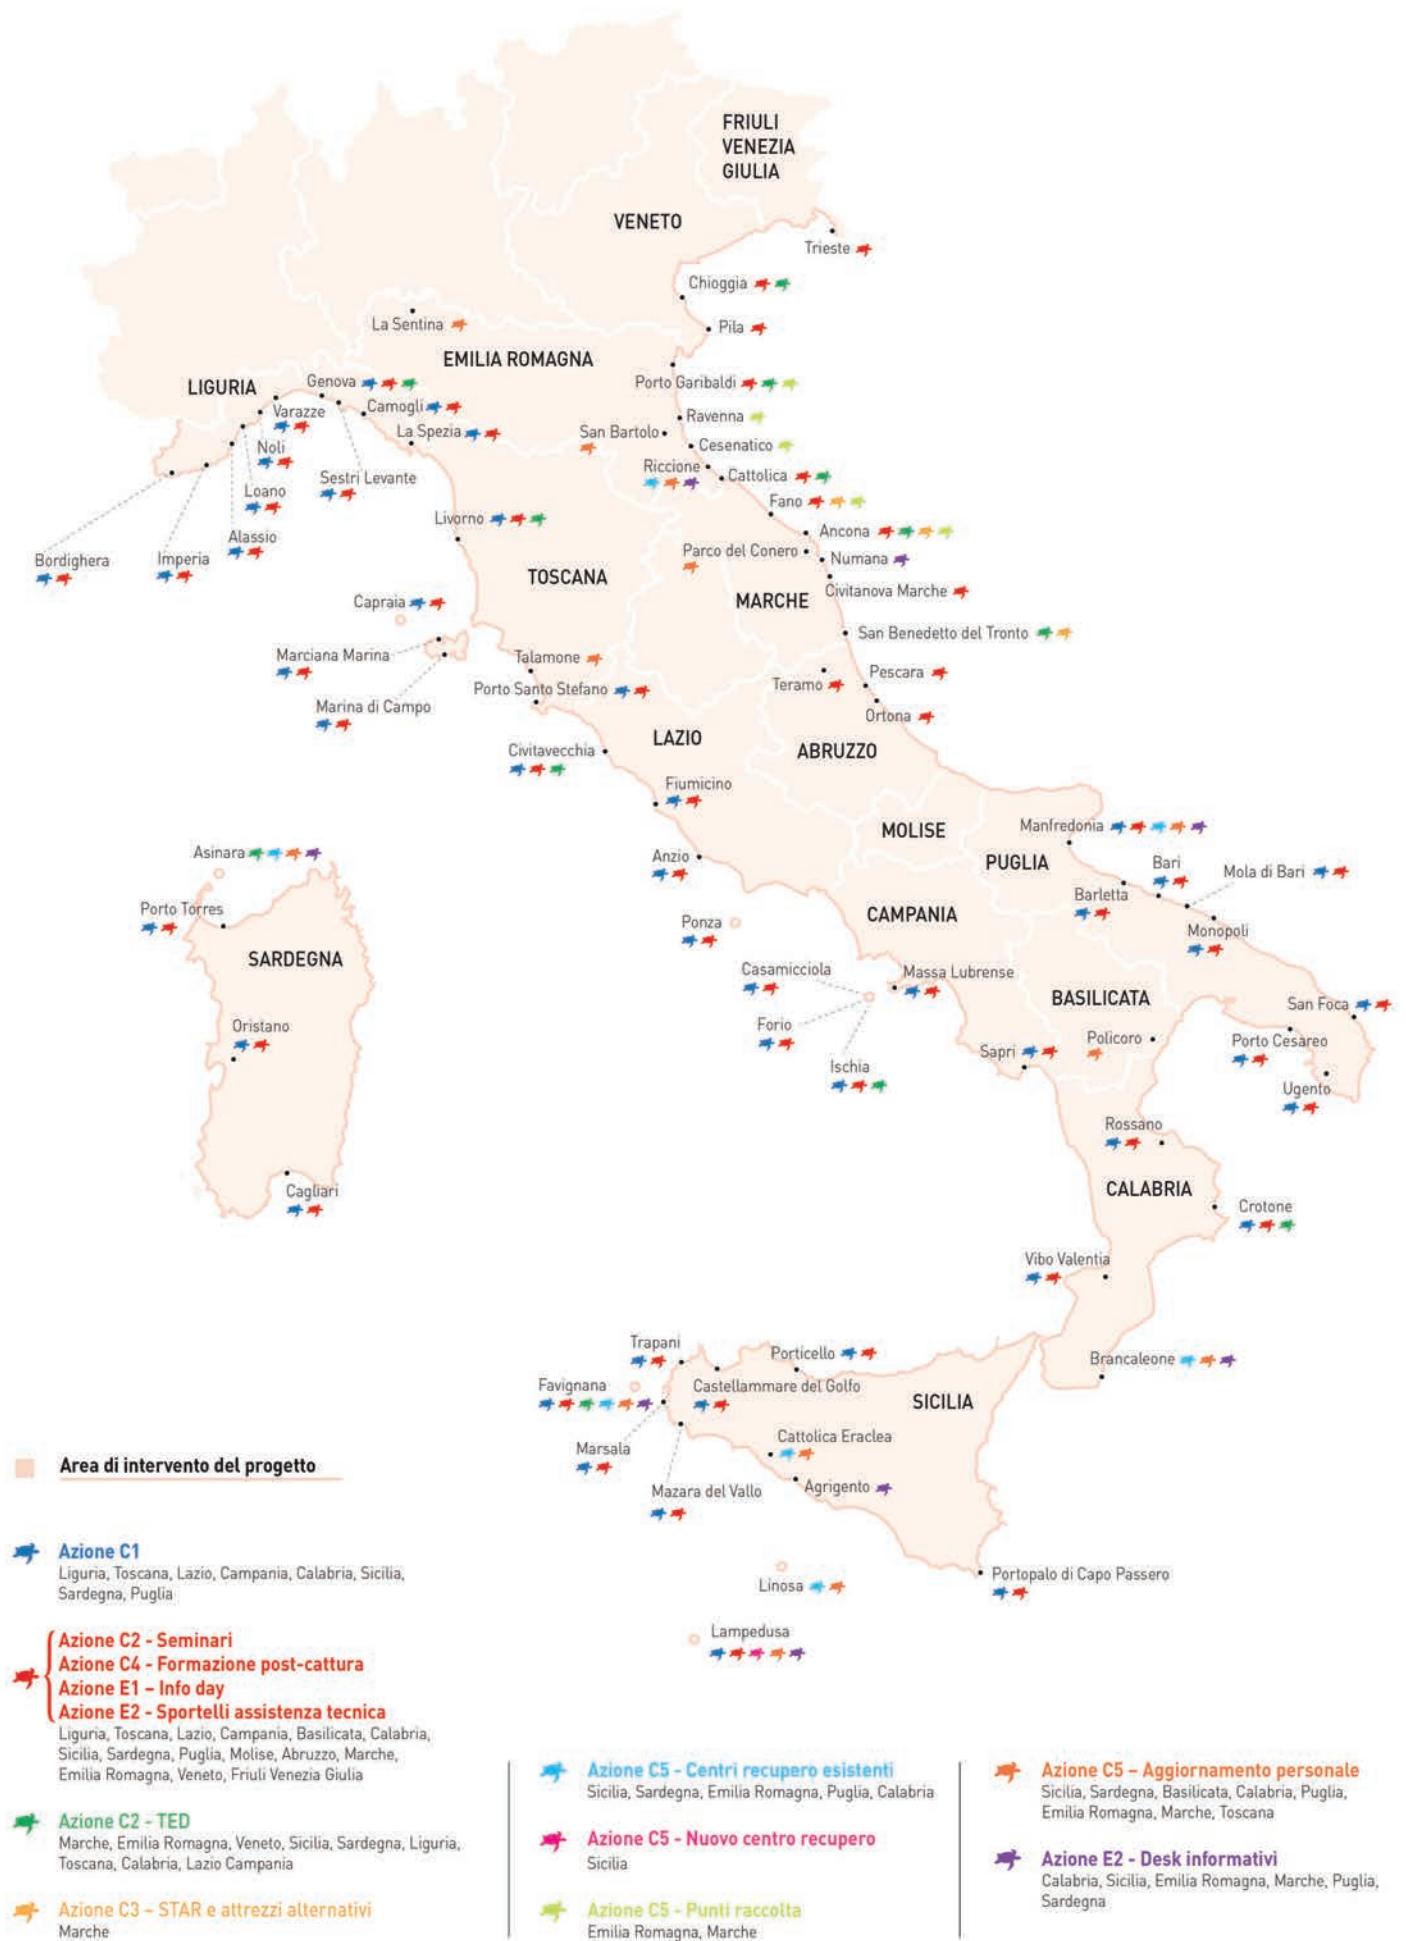 FRIULI
VENEZIA
GIULIA
VENETO
Trieste
Chioggia
La Sentina
Pila
EMILIA ROMAGNA
LIGURIA
Genova
Porto Garibaldi
Varazze
Camogli
Ravenna
La Spezia
San Bartolo
Cesenatico
Noli
Riccione
Sestri Levante
Cattolica
Loano
Fano
Livorno
Alassio
Ancona
Bordighera
Imperia
Parco del Conero
Numana
TOSCANA
Civitanova Marche
Capraia
MARCHE
San Benedetto del Tronto
Marciana Marina
Talamone
Pescara
Porto Santo Stefano
Teramo
Marina di Campo
Ortona
LAZIO
Civitavecchia
ABRUZZO
Fiumicino
Manfredonia
MOLISE
Asinara
Anzio
PUGLIA
Bari
Mola di Bari
Barletta
Porto Torres
CAMPANIA
Ponza
Monopoli
SARDEGNA
Casamicciola
Massa Lubrense
BASILICATA
San Foca
Oristano
Forio
Policoro
Porto Cesareo
Sapri
Ischia
Ugento
Rossano
Cagliari
CALABRIA
Crotone
Vibo Valentia
Trapani
Porticello
Brancaleone
Favignana
Castellammare del Golfo
SICILIA
Cattolica Eraclea
Marsala
Agrigento
Mazara del Vallo
Linosa
Portopalo di Capo Passero
Lampedusa
Area di intervento del progetto
Azione C1
Liguria, Toscana, Lazio, Campania, Calabria, Sicilia,
Sardegna, Puglia
Azione C2 - Seminari
Azione C4 - Formazione post-cattura
Azione E1 – Info day
Azione E2 - Sportelli assistenza tecnica
Liguria, Toscana, Lazio, Campania, Basilicata, Calabria,
Sicilia, Sardegna, Puglia, Molise, Abruzzo, Marche,
Emilia Romagna, Veneto, Friuli Venezia Giulia
Azione C2 - TED
Marche, Emilia Romagna, Veneto, Sicilia, Sardegna, Liguria,
Toscana, Calabria, Lazio Campania
Azione C3 – STAR e attrezzi alternativi
Marche
Azione C5 - Centri recupero esistenti
Sicilia, Sardegna, Emilia Romagna, Puglia, Calabria
Azione C5 - Nuovo centro recupero
Sicilia
Azione C5 - Punti raccolta
Emilia Romagna, Marche
Azione C5 – Aggiornamento personale
Sicilia, Sardegna, Basilicata, Calabria, Puglia,
Emilia Romagna, Marche, Toscana
Azione E2 - Desk informativi
Calabria, Sicilia, Emilia Romagna, Marche, Puglia,
Sardegna